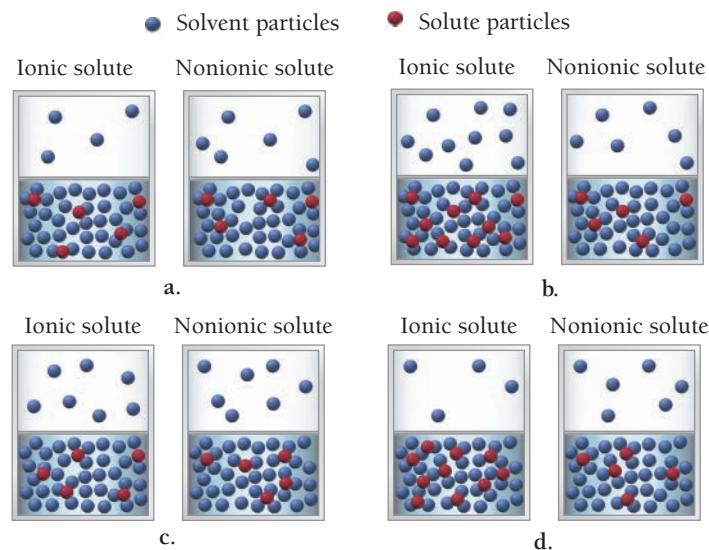 Solvent particles Solute particles
Ionic solute Nonionic solute Ionic solute Nonionic solute
a. b.
Ionic solute Nonionic solute Ionic solute Nonionic solute
c. d.